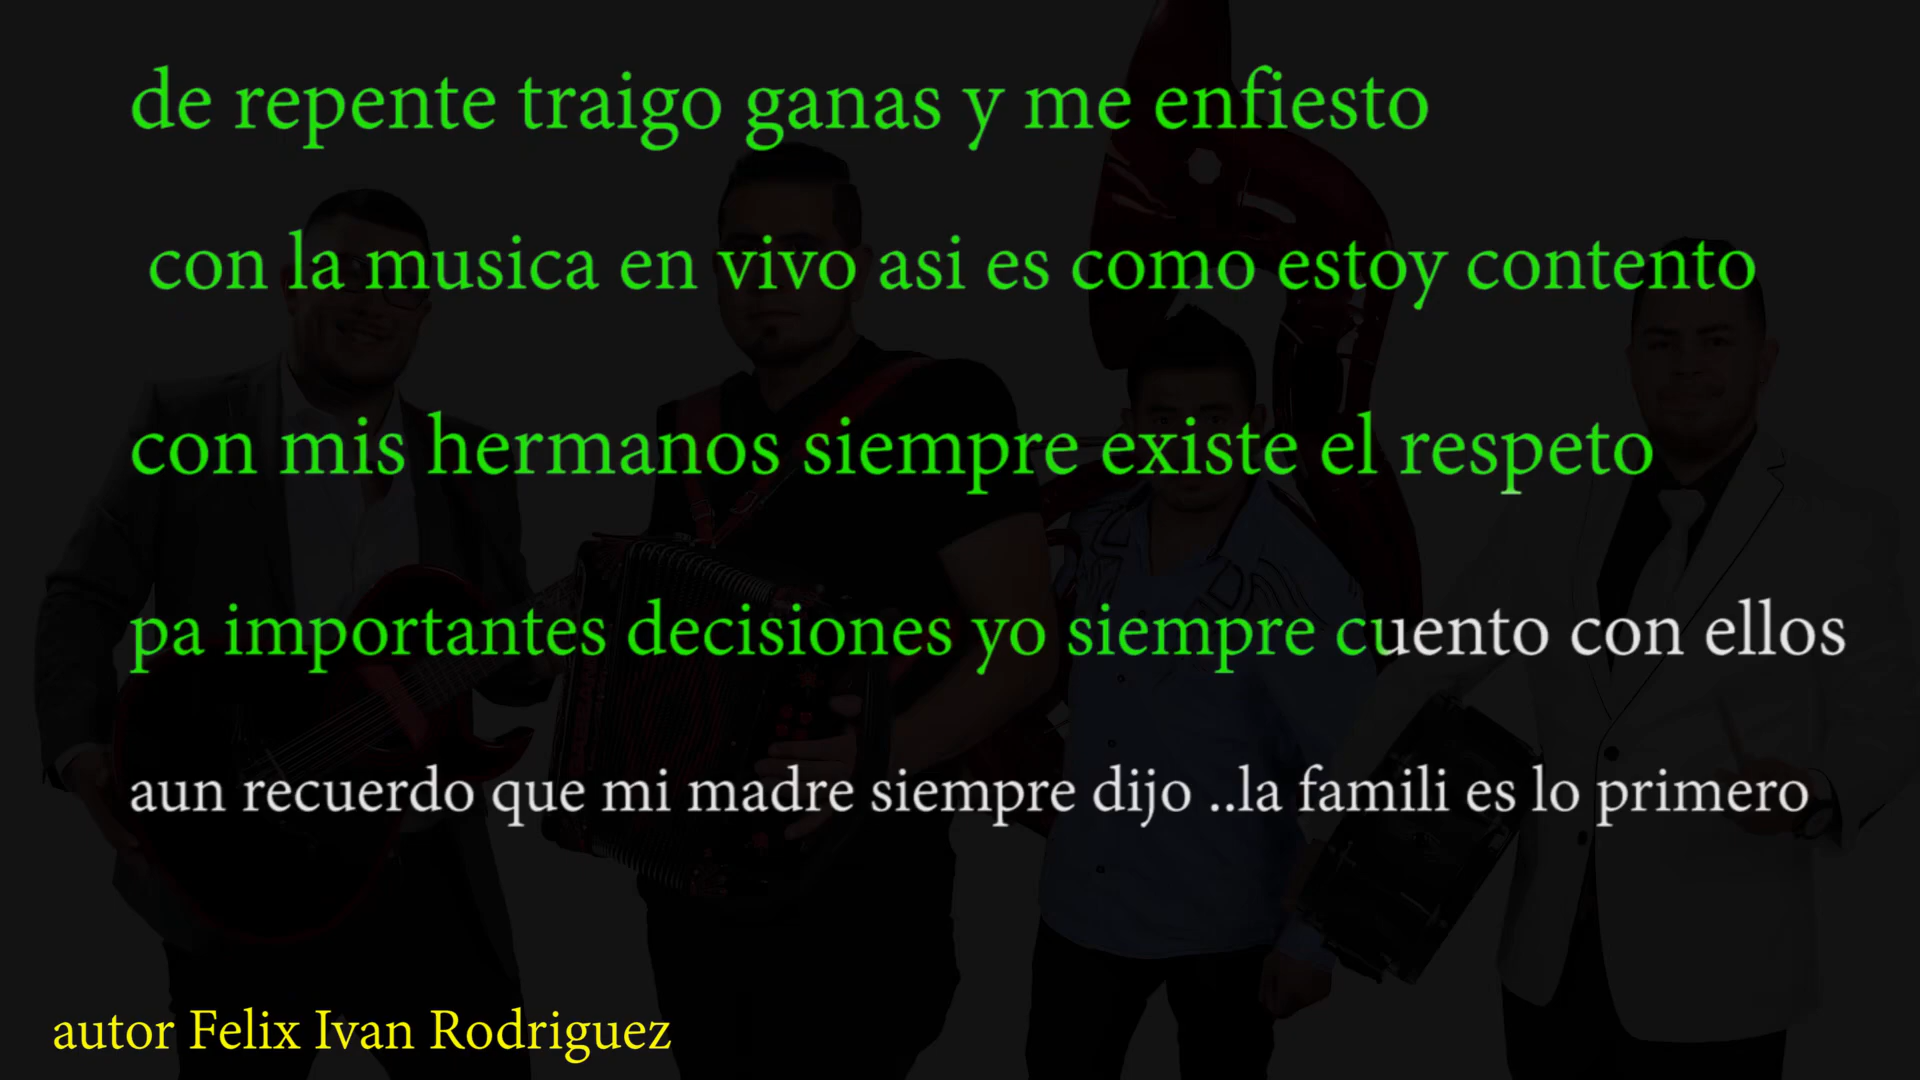 de repente traigo ganas y me enfiesto
con la musica en vivo asi es como estoy contento
con mis hermanos siempre existe el respeto
pa importantes decisiones yo siempre cuento con ellos
aun recuerdo que mi madre siempre dijo ..la famili es lo primero
autor Felix Ivan Rodriguez